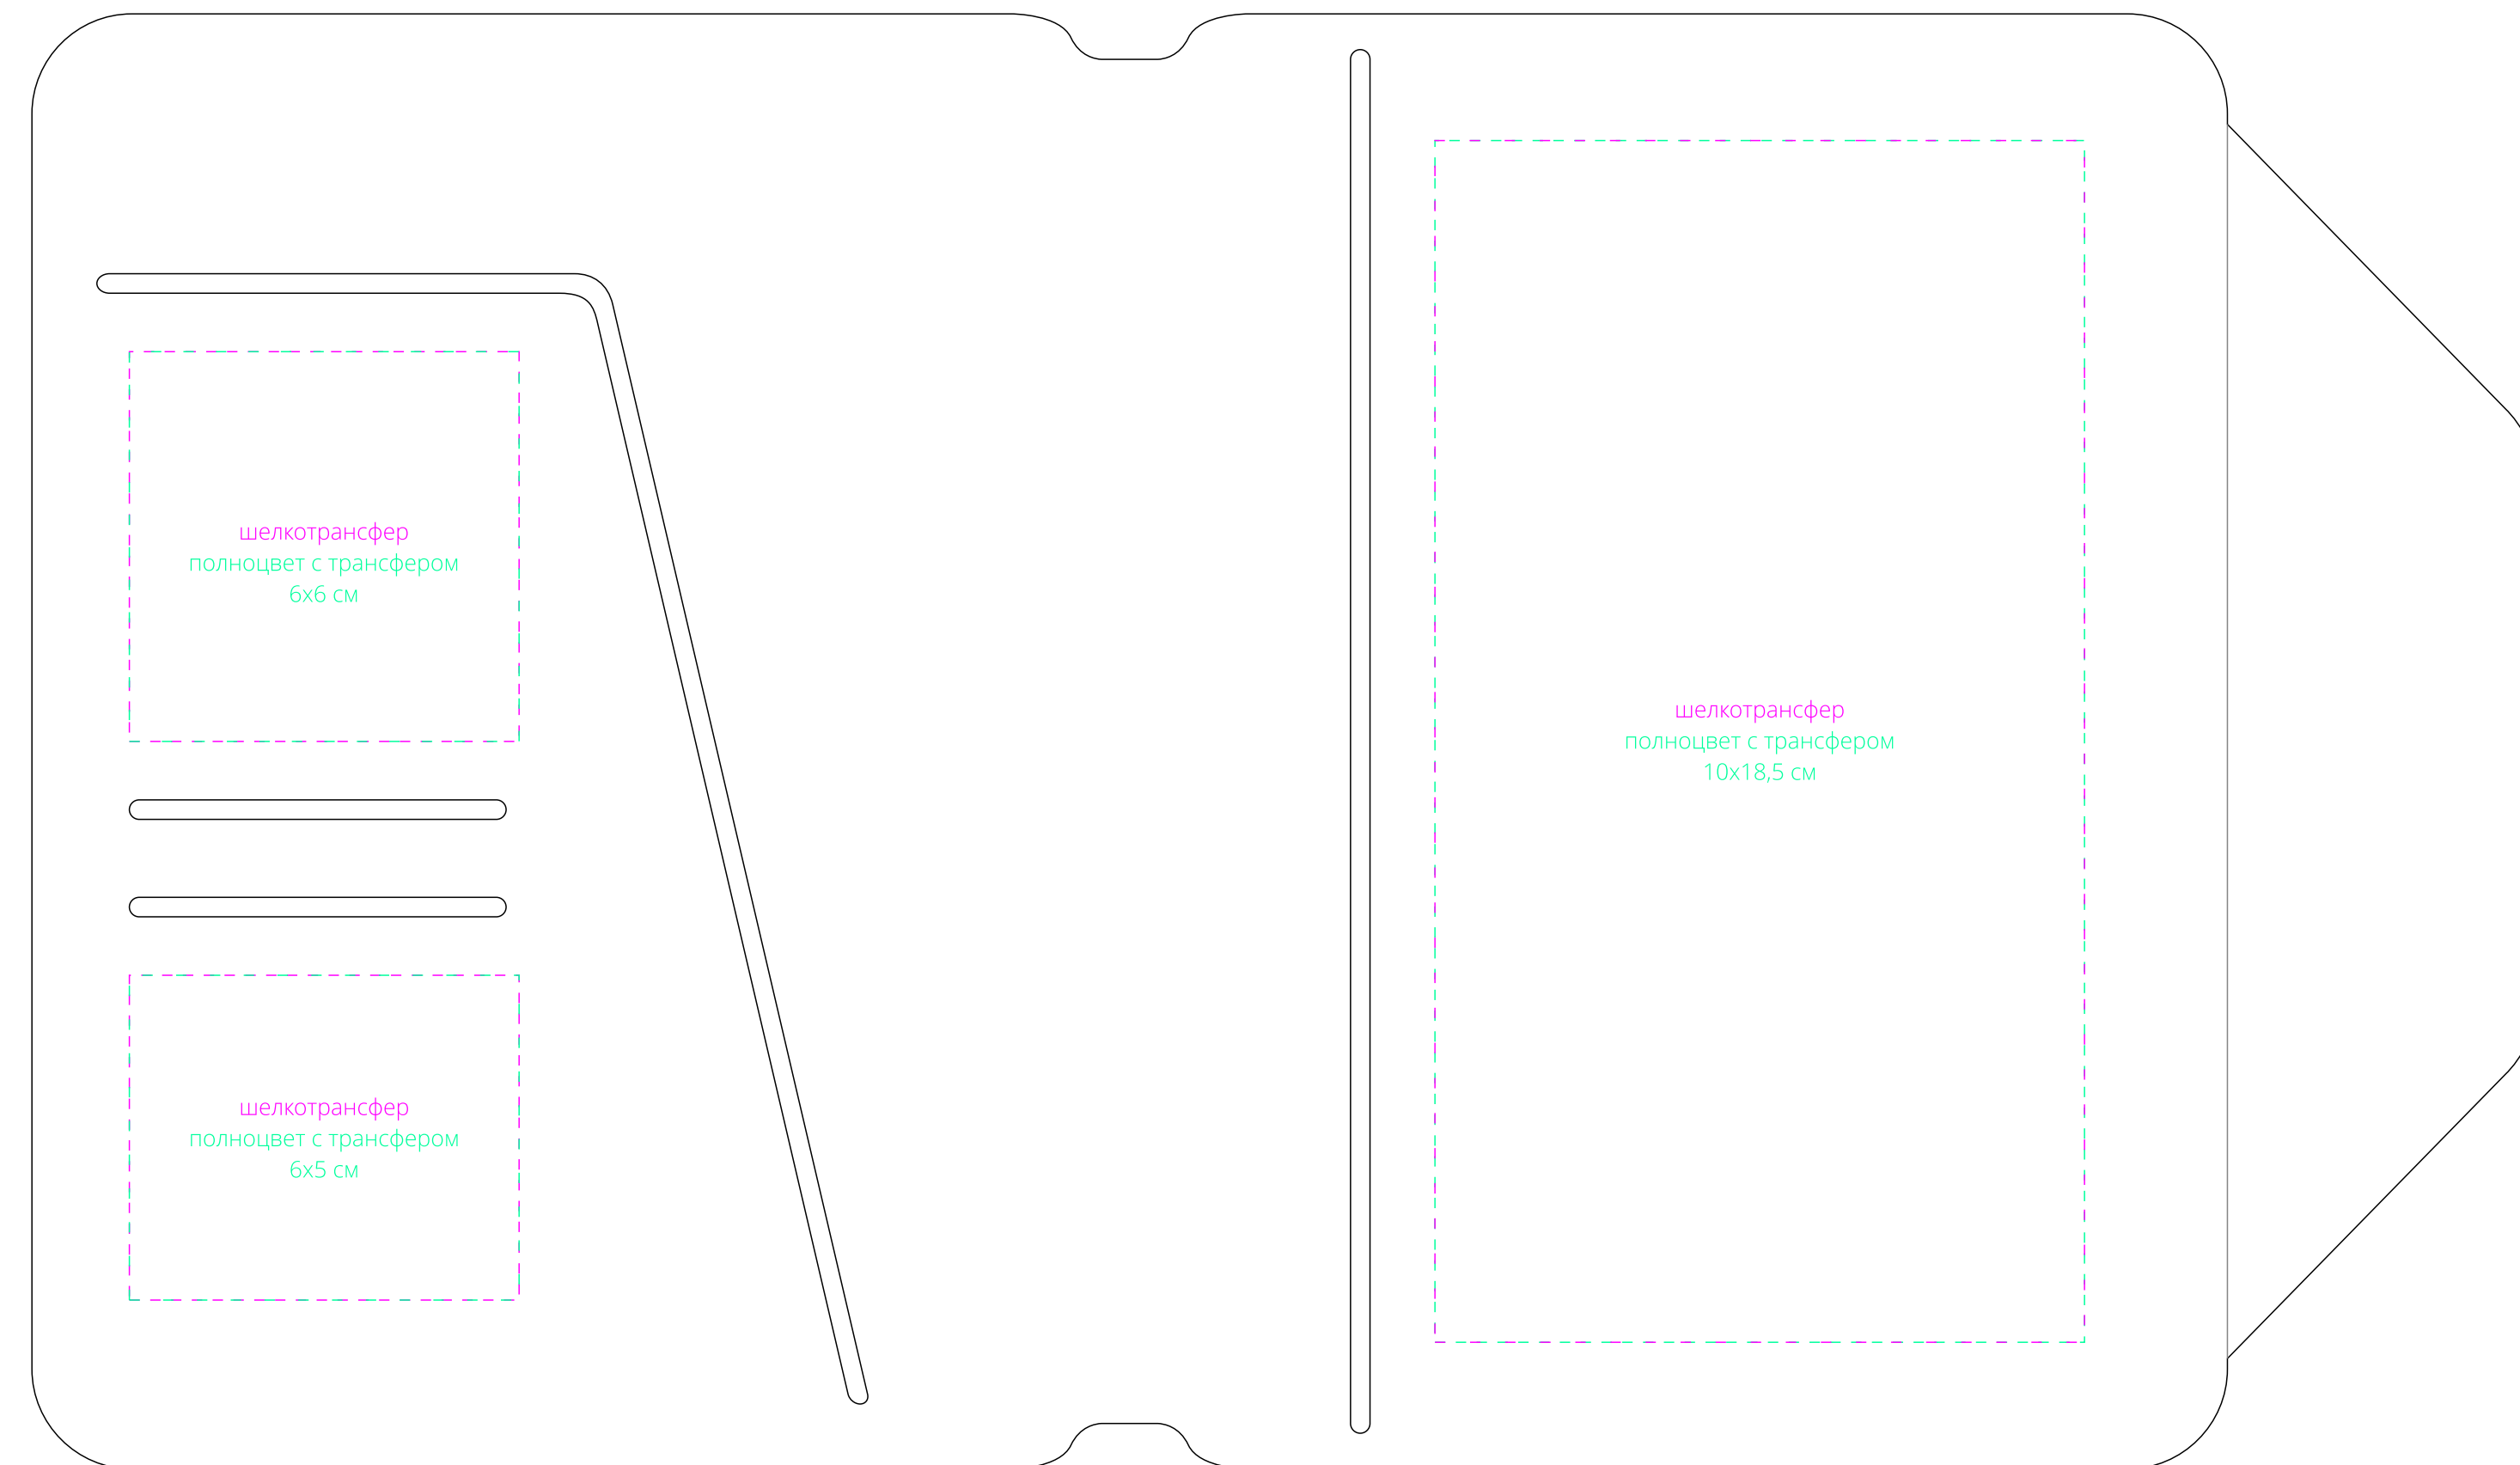 шелкотрансфер
полноцвет с трансфером
6х6 см
шелкотрансфер
полноцвет с трансфером
6х5 см
шелкотрансфер
полноцвет с трансфером
10х18,5 см